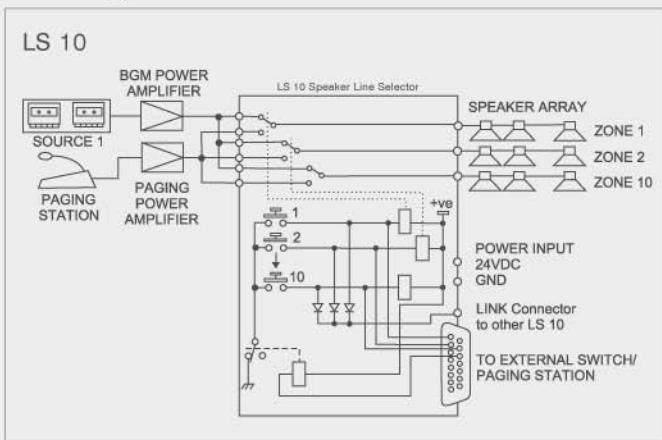 LS 10
BGM POWER
AMPLIFIER
LS 10 Speaker Line Selector
SPEAKER ARRAY
SOURCE 1
ZONE 1
ZONE 2
ZONE 10
PAGING
STATION
PAGING
POWER
AMPLIFIER
+ve
1
2
10
POWER INPUT
24VDC
GND
LINK Connector
to other LS 10
TO EXTERNAL SWITCH/
PAGING STATION